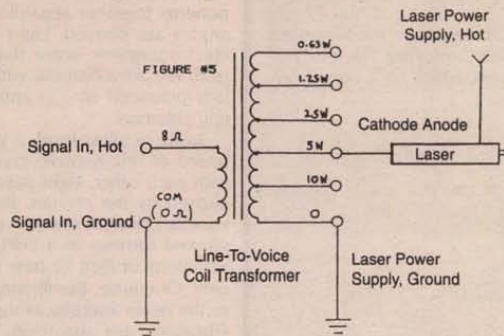 Laser Power
Supply, Hot
0.63W
FIGURE #5
1.25W
2.5W
Cathode Anode
Signal In, Hot
8Ω
5W
Laser
10W
COM
(0Ω)
0
Signal In, Ground
Line-To-Voice
Coil Transformer
Laser Power
Supply, Ground